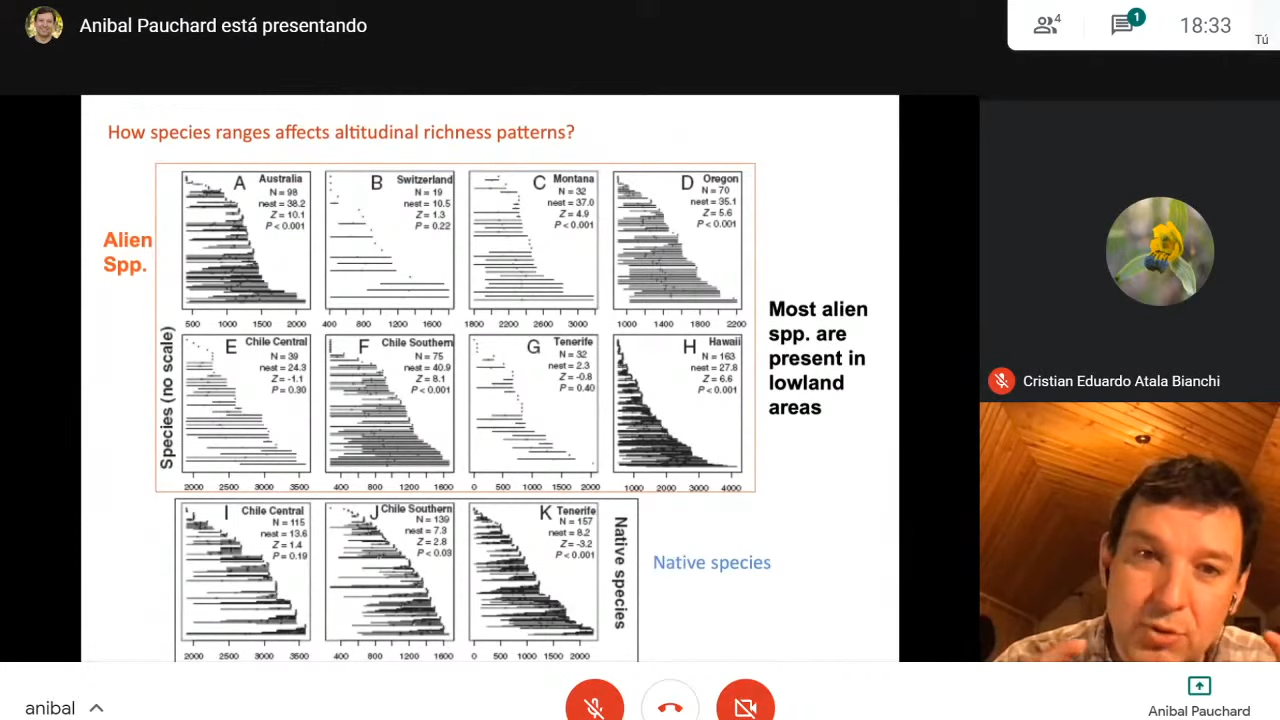 Anibal Pauchard está presentando
4
1
18:33
Tú
How species ranges affects altitudinal richness patterns?
Alien
Spp.
Species (no scale)
A Australia
N = 98
nest = 38.2
Z = 10.1
P < 0.001
500 1000 1500 2000
B Switzerland
N = 19
nest = 10.5
Z = 1.3
P = 0.22
400 800 1200 1600
C Montana
N = 32
nest = 37.0
Z = 4.9
P < 0.001
1800 2200 2600 3000
D Oregon
N = 70
nest = 35.1
Z = 5.6
P < 0.001
1000 1400 1800 2200
E Chile Central
N = 39
nest = 24.3
Z = -1.1
P = 0.30
2000 2500 3000 3500
F Chile Southern
N = 75
nest = 40.9
Z = 8.1
P < 0.001
400 800 1200 1600
G Tenerife
N = 32
nest = 2.3
Z = -0.8
P = 0.40
0 500 1000 2000
H Hawaii
N = 163
nest = 27.8
Z = 6.6
P < 0.001
1000 2000 3000 4000
Most alien
spp. are
present in
lowland
areas
I Chile Central
N = 115
nest = 13.6
Z = 1.4
P = 0.19
2000 2500 3000 3500
J Chile Southern
N = 139
nest = 7.3
Z = 2.8
P < 0.03
400 800 1200 1600
K Tenerife
N = 157
nest = 8.2
Z = -3.2
P < 0.001
0 500 1000 2000
Native species
Native species
Cristian Eduardo Atala Bianchi
anibal
Anibal Pauchard